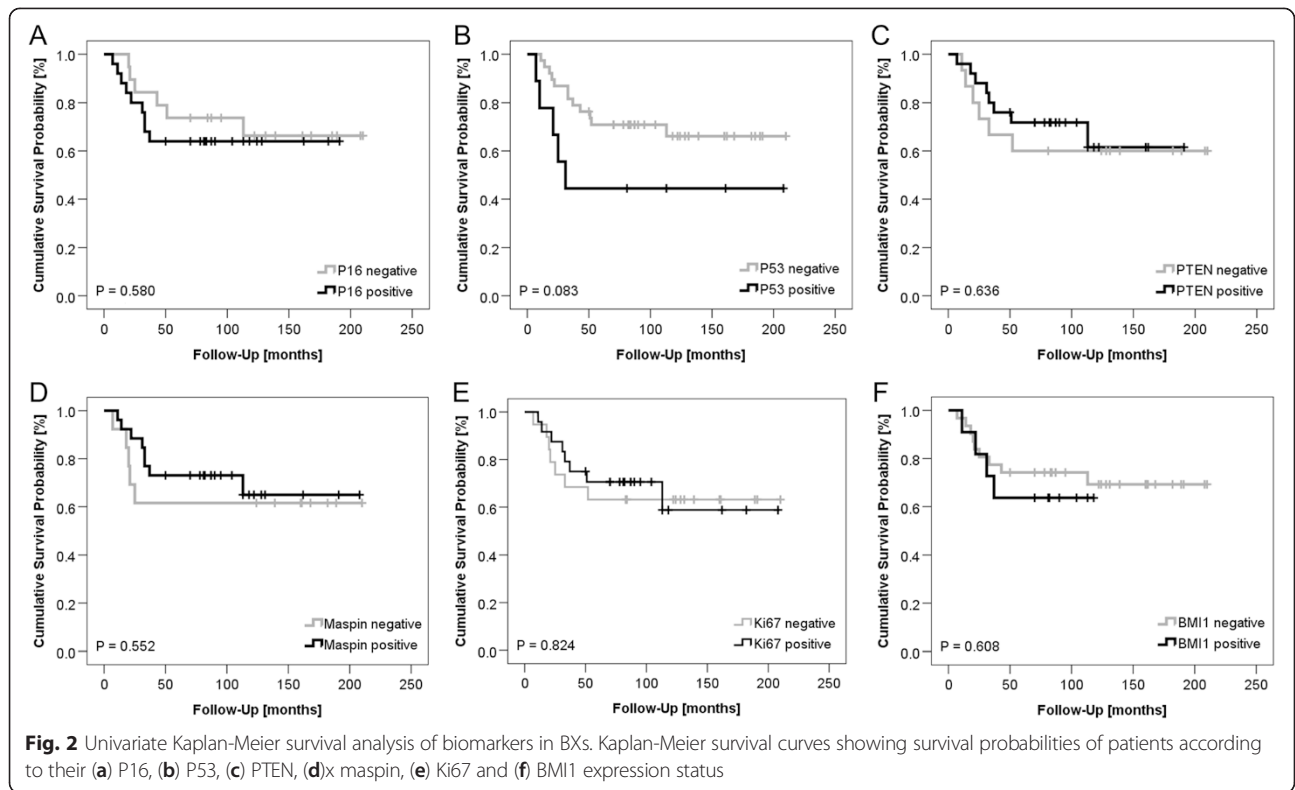 A
Cumulative Survival Probability [%]
1.0
0.8
0.6
0.4
0.2
0.0
P16 negative
P16 positive
P = 0.580
0 50 100 150 200 250
Follow-Up [months]
B
Cumulative Survival Probability [%]
1.0
0.8
0.6
0.4
0.2
0.0
P53 negative
P53 positive
P = 0.083
0 50 100 150 200 250
Follow-Up [months]
C
Cumulative Survival Probability [%]
1.0
0.8
0.6
0.4
0.2
0.0
PTEN negative
PTEN positive
P = 0.636
0 50 100 150 200 250
Follow-Up [months]
D
Cumulative Survival Probability [%]
1.0
0.8
0.6
0.4
0.2
0.0
Maspin negative
Maspin positive
P = 0.552
0 50 100 150 200 250
Follow-Up [months]
E
Cumulative Survival Probability [%]
1.0
0.8
0.6
0.4
0.2
0.0
Ki67 negative
Ki67 positive
P = 0.824
0 50 100 150 200 250
Follow-Up [months]
F
Cumulative Survival Probability [%]
1.0
0.8
0.6
0.4
0.2
0.0
BMI1 negative
BMI1 positive
P = 0.608
0 50 100 150 200 250
Follow-Up [months]
Fig. 2 Univariate Kaplan-Meier survival analysis of biomarkers in BXs. Kaplan-Meier survival curves showing survival probabilities of patients according
to their (a) P16, (b) P53, (c) PTEN, (d)x maspin, (e) Ki67 and (f) BMI1 expression status